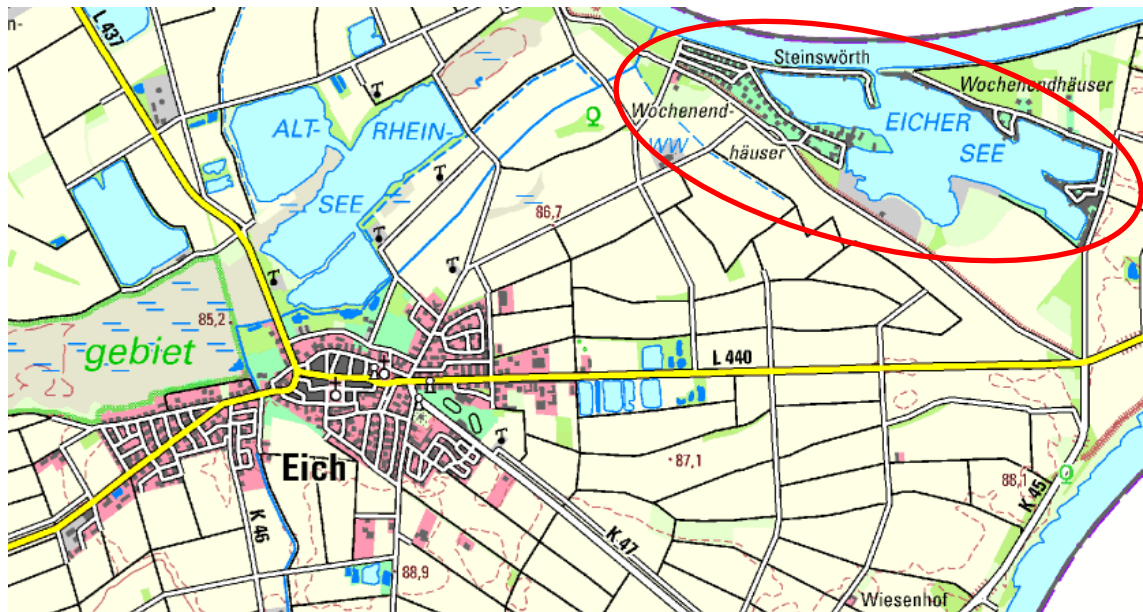 L 437
Steinswörth
Wochenendhäuser
ALT-
RHEIN-
SEE
EICHER
SEE
Wochenend-
häuser
WW
86,7
85,2
gebiet
L 440
Eich
87,1
88,1
K 45
K 46
K 47
88,9
Wiesenhof